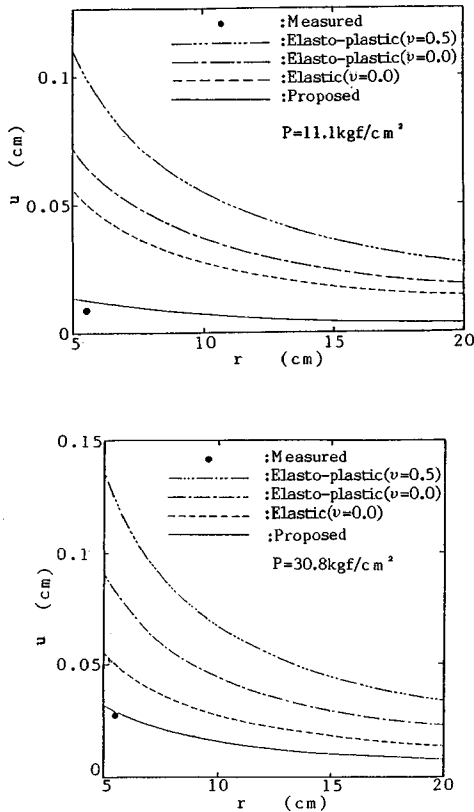 ● :Measured
:Elasto-plastic(ν=0.5)
:Elasto-plastic(ν=0.0)
:Elastic(ν=0.0)
:Proposed
P=11.1kgf/cm²
0.1
0.05
0
u (cm)
5 10 15 20
r (cm)
● :Measured
:Elasto-plastic(ν=0.5)
:Elasto-plastic(ν=0.0)
:Elastic(ν=0.0)
:Proposed
P=30.8kgf/cm²
0.15
0.1
0.05
0
u (cm)
5 10 15 20
r (cm)